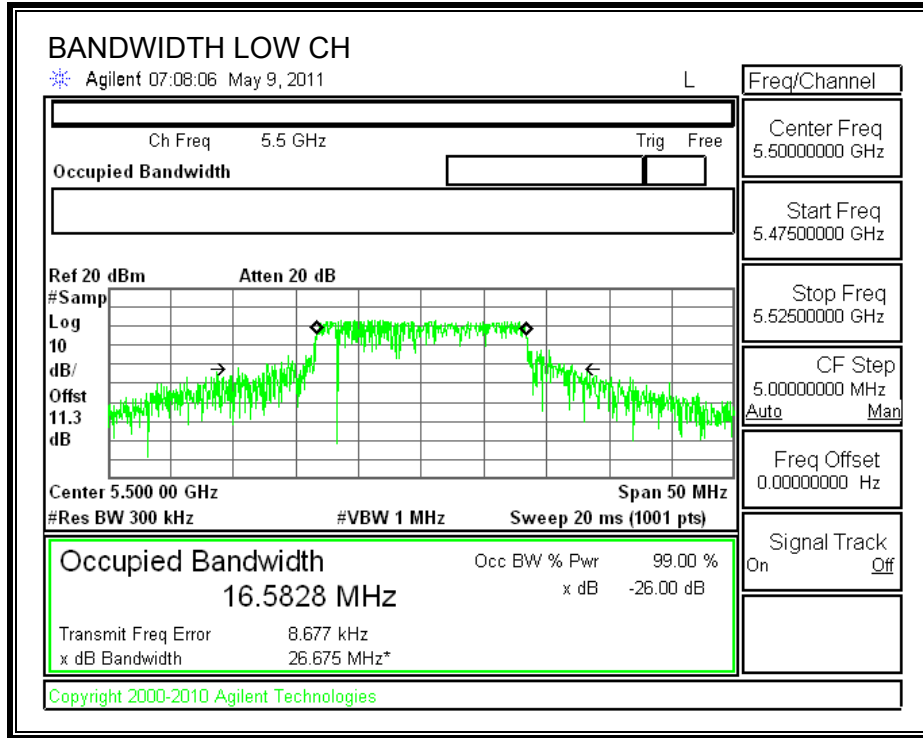 BANDWIDTH LOW CH
Agilent 07:08:06 May 9, 2011 L
Freq/Channel
Ch Freq 5.5 GHz Trig Free
Occupied Bandwidth
Center Freq
5.50000000 GHz
Start Freq
5.47500000 GHz
Stop Freq
5.52500000 GHz
CF Step
5.00000000 MHz
Auto Man
Freq Offset
0.00000000 Hz
Signal Track
On Off
Ref 20 dBm Atten 20 dB
#Samp
Log
10
dB/
Offst
11.3
dB
Center 5.500 00 GHz Span 50 MHz
#Res BW 300 kHz #VBW 1 MHz Sweep 20 ms (1001 pts)
Occupied Bandwidth
16.5828 MHz
Occ BW % Pwr 99.00 %
x dB -26.00 dB
Transmit Freq Error 8.677 kHz
x dB Bandwidth 26.675 MHz*
Copyright 2000-2010 Agilent Technologies